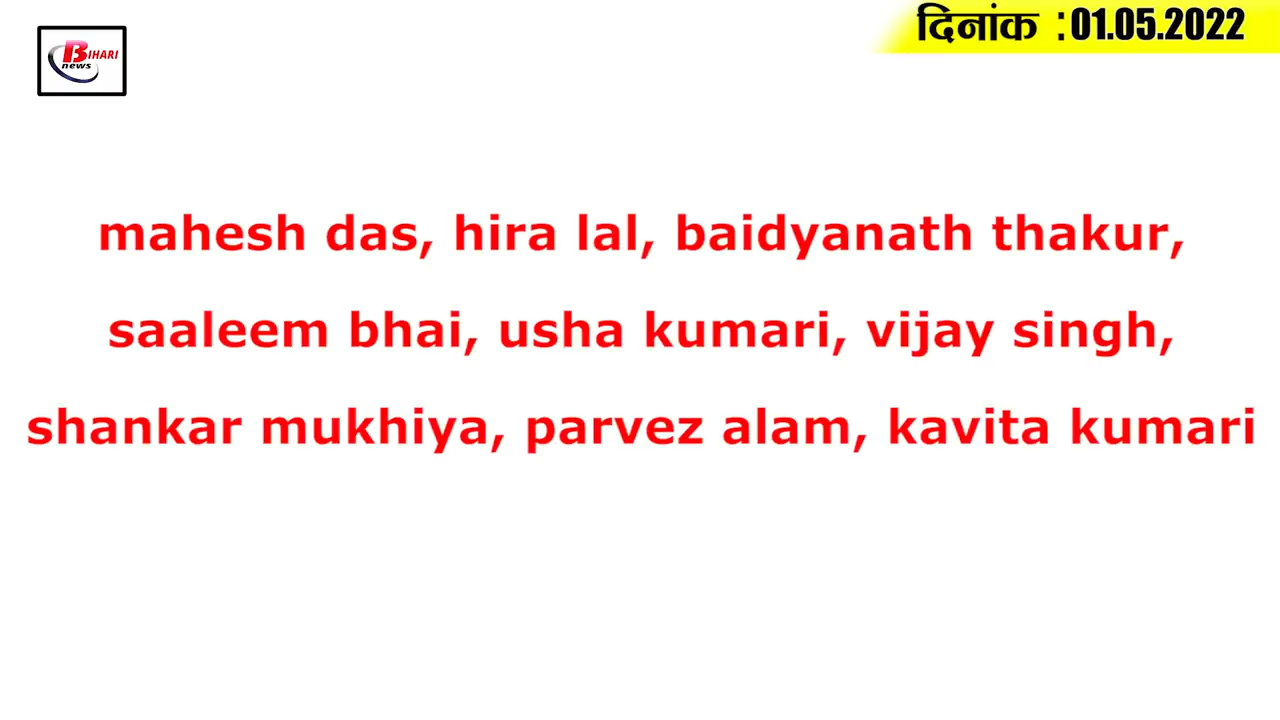 BIHARI
news
दिनांक :01.05.2022
mahesh das, hira lal, baidyanath thakur,
saaleem bhai, usha kumari, vijay singh,
shankar mukhiya, parvez alam, kavita kumari